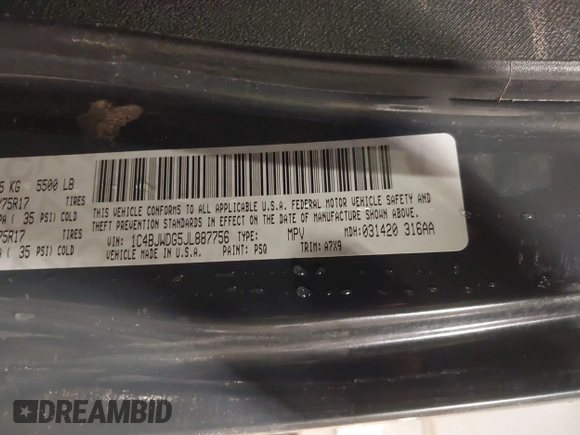 5 KG 5500 LB
75R17 TIRES
PA ( 35 PSI) COLD
75R17 TIRES
( 35 PSI) COLD
THIS VEHICLE CONFORMS TO ALL APPLICABLE U.S.A. FEDERAL MOTOR VEHICLE SAFETY AND
THEFT PREVENTION STANDARDS IN EFFECT ON THE DATE OF MANUFACTURE SHOWN ABOVE.
VIN: 1C4BJWDG5JL887756 TYPE: MPV MDH: 031420 316AA
VEHICLE MADE IN U.S.A. PAINT: PSQ TRIM: A7X9
DREAMBID